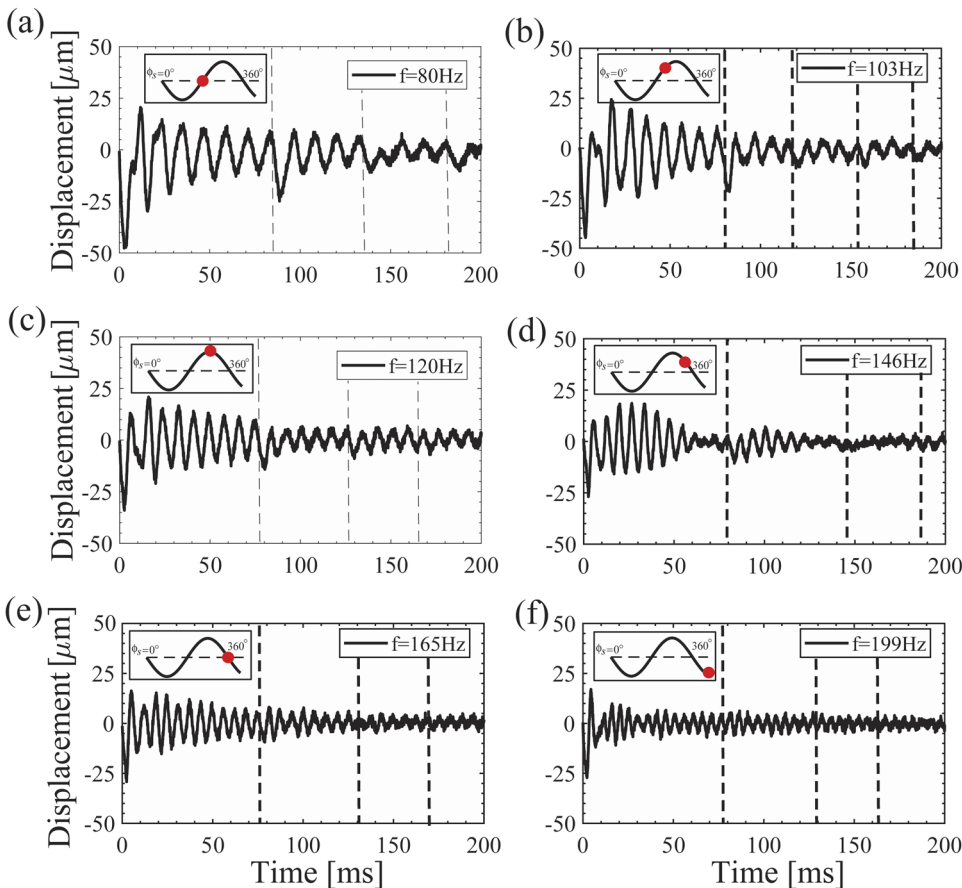 (a)
Displacement [μm]
50
25
0
-25
-50
ϕs=0°
360°
f=80Hz
0 50 100 150 200
(b)
50
25
0
-25
-50
ϕs=0°
360°
f=103Hz
0 50 100 150 200
(c)
Displacement [μm]
50
25
0
-25
-50
ϕs=0°
360°
f=120Hz
0 50 100 150 200
(d)
50
25
0
-25
-50
ϕs=0°
360°
f=146Hz
0 50 100 150 200
(e)
Displacement [μm]
50
25
0
-25
-50
ϕs=0°
360°
f=165Hz
0 50 100 150 200
Time [ms]
(f)
50
25
0
-25
-50
ϕs=0°
360°
f=199Hz
0 50 100 150 200
Time [ms]